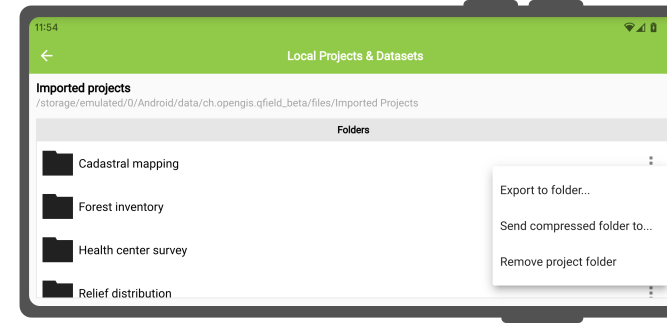 11:54
Local Projects & Datasets
Imported projects
/storage/emulated/0/Android/data/ch.opengis.qfield_beta/files/Imported Projects
Folders
Cadastral mapping
Export to folder...
Forest inventory
Send compressed folder to...
Health center survey
Remove project folder
Relief distribution